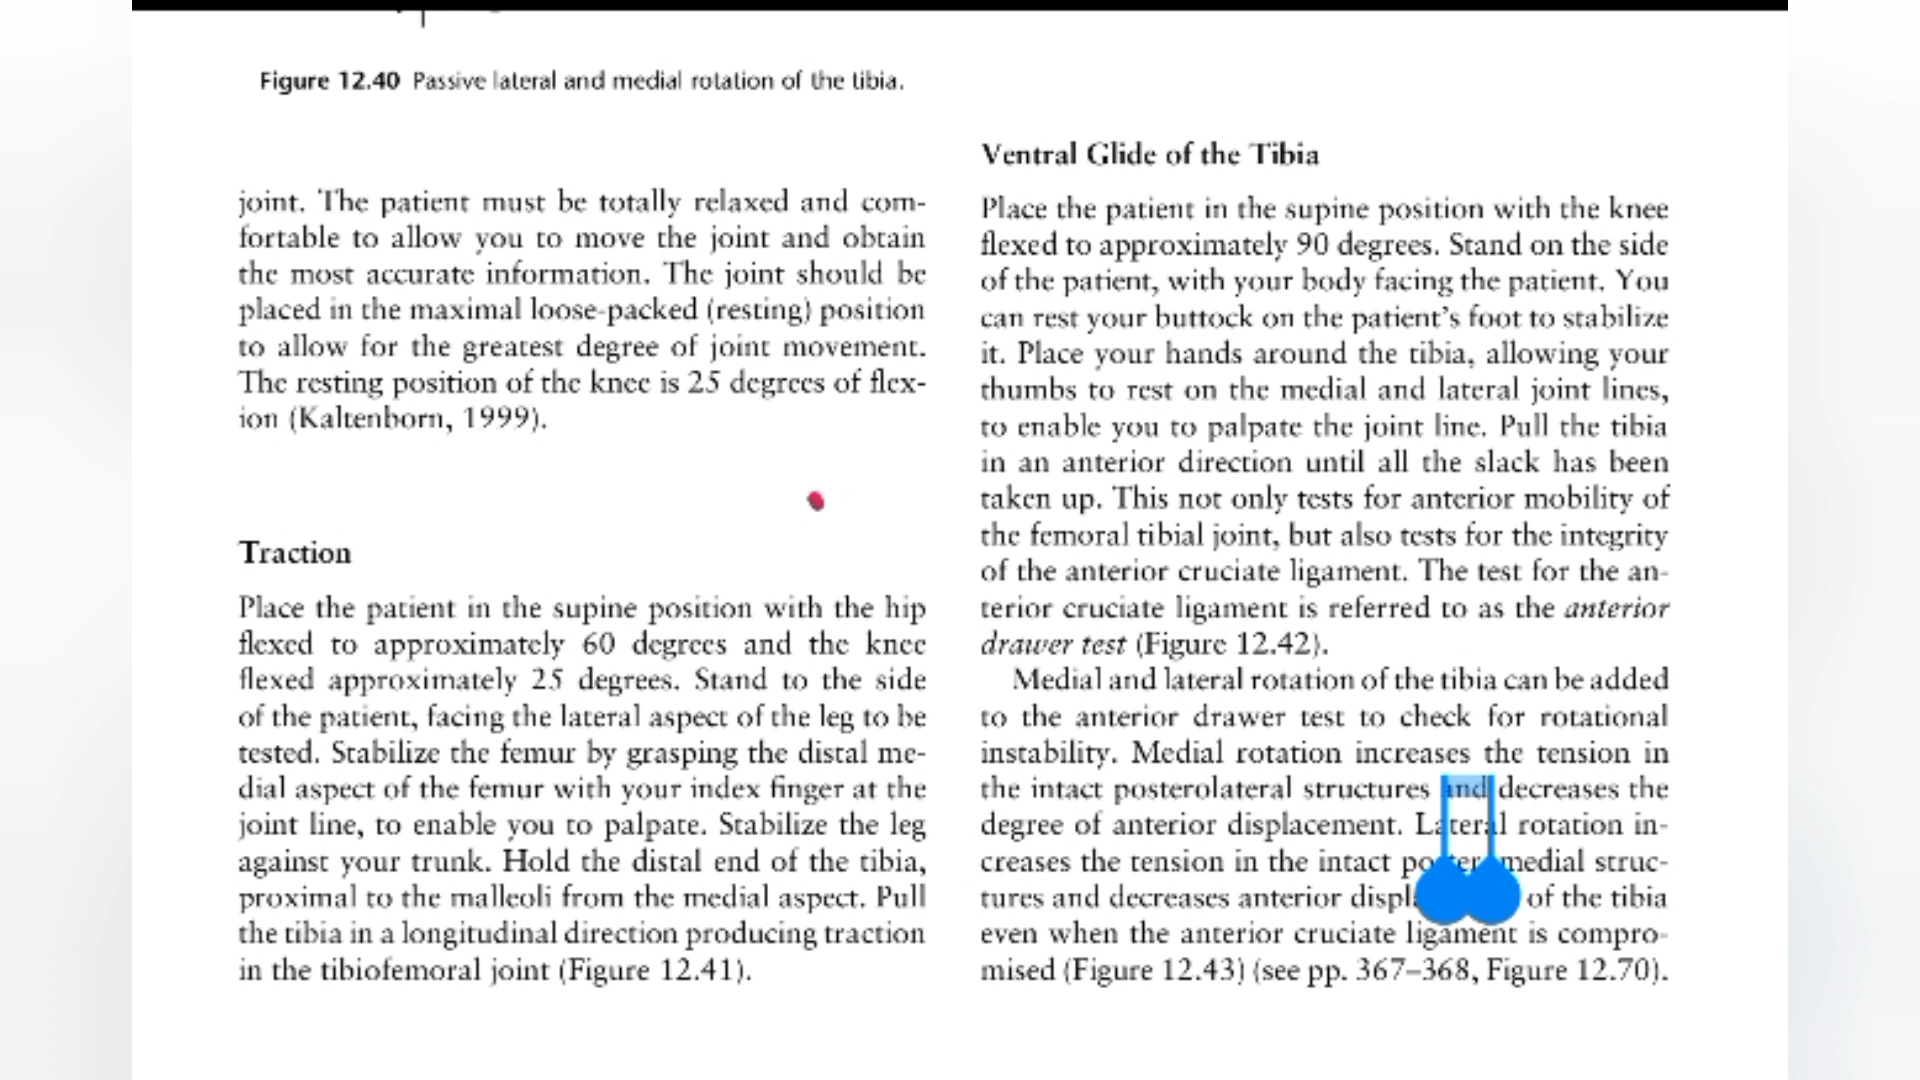 Figure 12.40 Passive lateral and medial rotation of the tibia.
joint. The patient must be totally relaxed and com-
fortable to allow you to move the joint and obtain
the most accurate information. The joint should be
placed in the maximal loose-packed (resting) position
to allow for the greatest degree of joint movement.
The resting position of the knee is 25 degrees of flex-
ion (Kaltenborn, 1999).
Traction
Place the patient in the supine position with the hip
flexed to approximately 60 degrees and the knee
flexed approximately 25 degrees. Stand to the side
of the patient, facing the lateral aspect of the leg to be
tested. Stabilize the femur by grasping the distal me-
dial aspect of the femur with your index finger at the
joint line, to enable you to palpate. Stabilize the leg
against your trunk. Hold the distal end of the tibia,
proximal to the malleoli from the medial aspect. Pull
the tibia in a longitudinal direction producing traction
in the tibiofemoral joint (Figure 12.41).
Ventral Glide of the Tibia
Place the patient in the supine position with the knee
flexed to approximately 90 degrees. Stand on the side
of the patient, with your body facing the patient. You
can rest your buttock on the patient's foot to stabilize
it. Place your hands around the tibia, allowing your
thumbs to rest on the medial and lateral joint lines,
to enable you to palpate the joint line. Pull the tibia
in an anterior direction until all the slack has been
taken up. This not only tests for anterior mobility of
the femoral tibial joint, but also tests for the integrity
of the anterior cruciate ligament. The test for the an-
terior cruciate ligament is referred to as the anterior
drawer test (Figure 12.42).
Medial and lateral rotation of the tibia can be added
to the anterior drawer test to check for rotational
instability. Medial rotation increases the tension in
the intact posterolateral structures and decreases the
degree of anterior displacement. Lateral rotation in-
creases the tension in the intact posteromedial struc-
tures and decreases anterior of the tibia
even when the anterior cruciate ligament is compro-
mised (Figure 12.43) (see pp. 367–368, Figure 12.70).